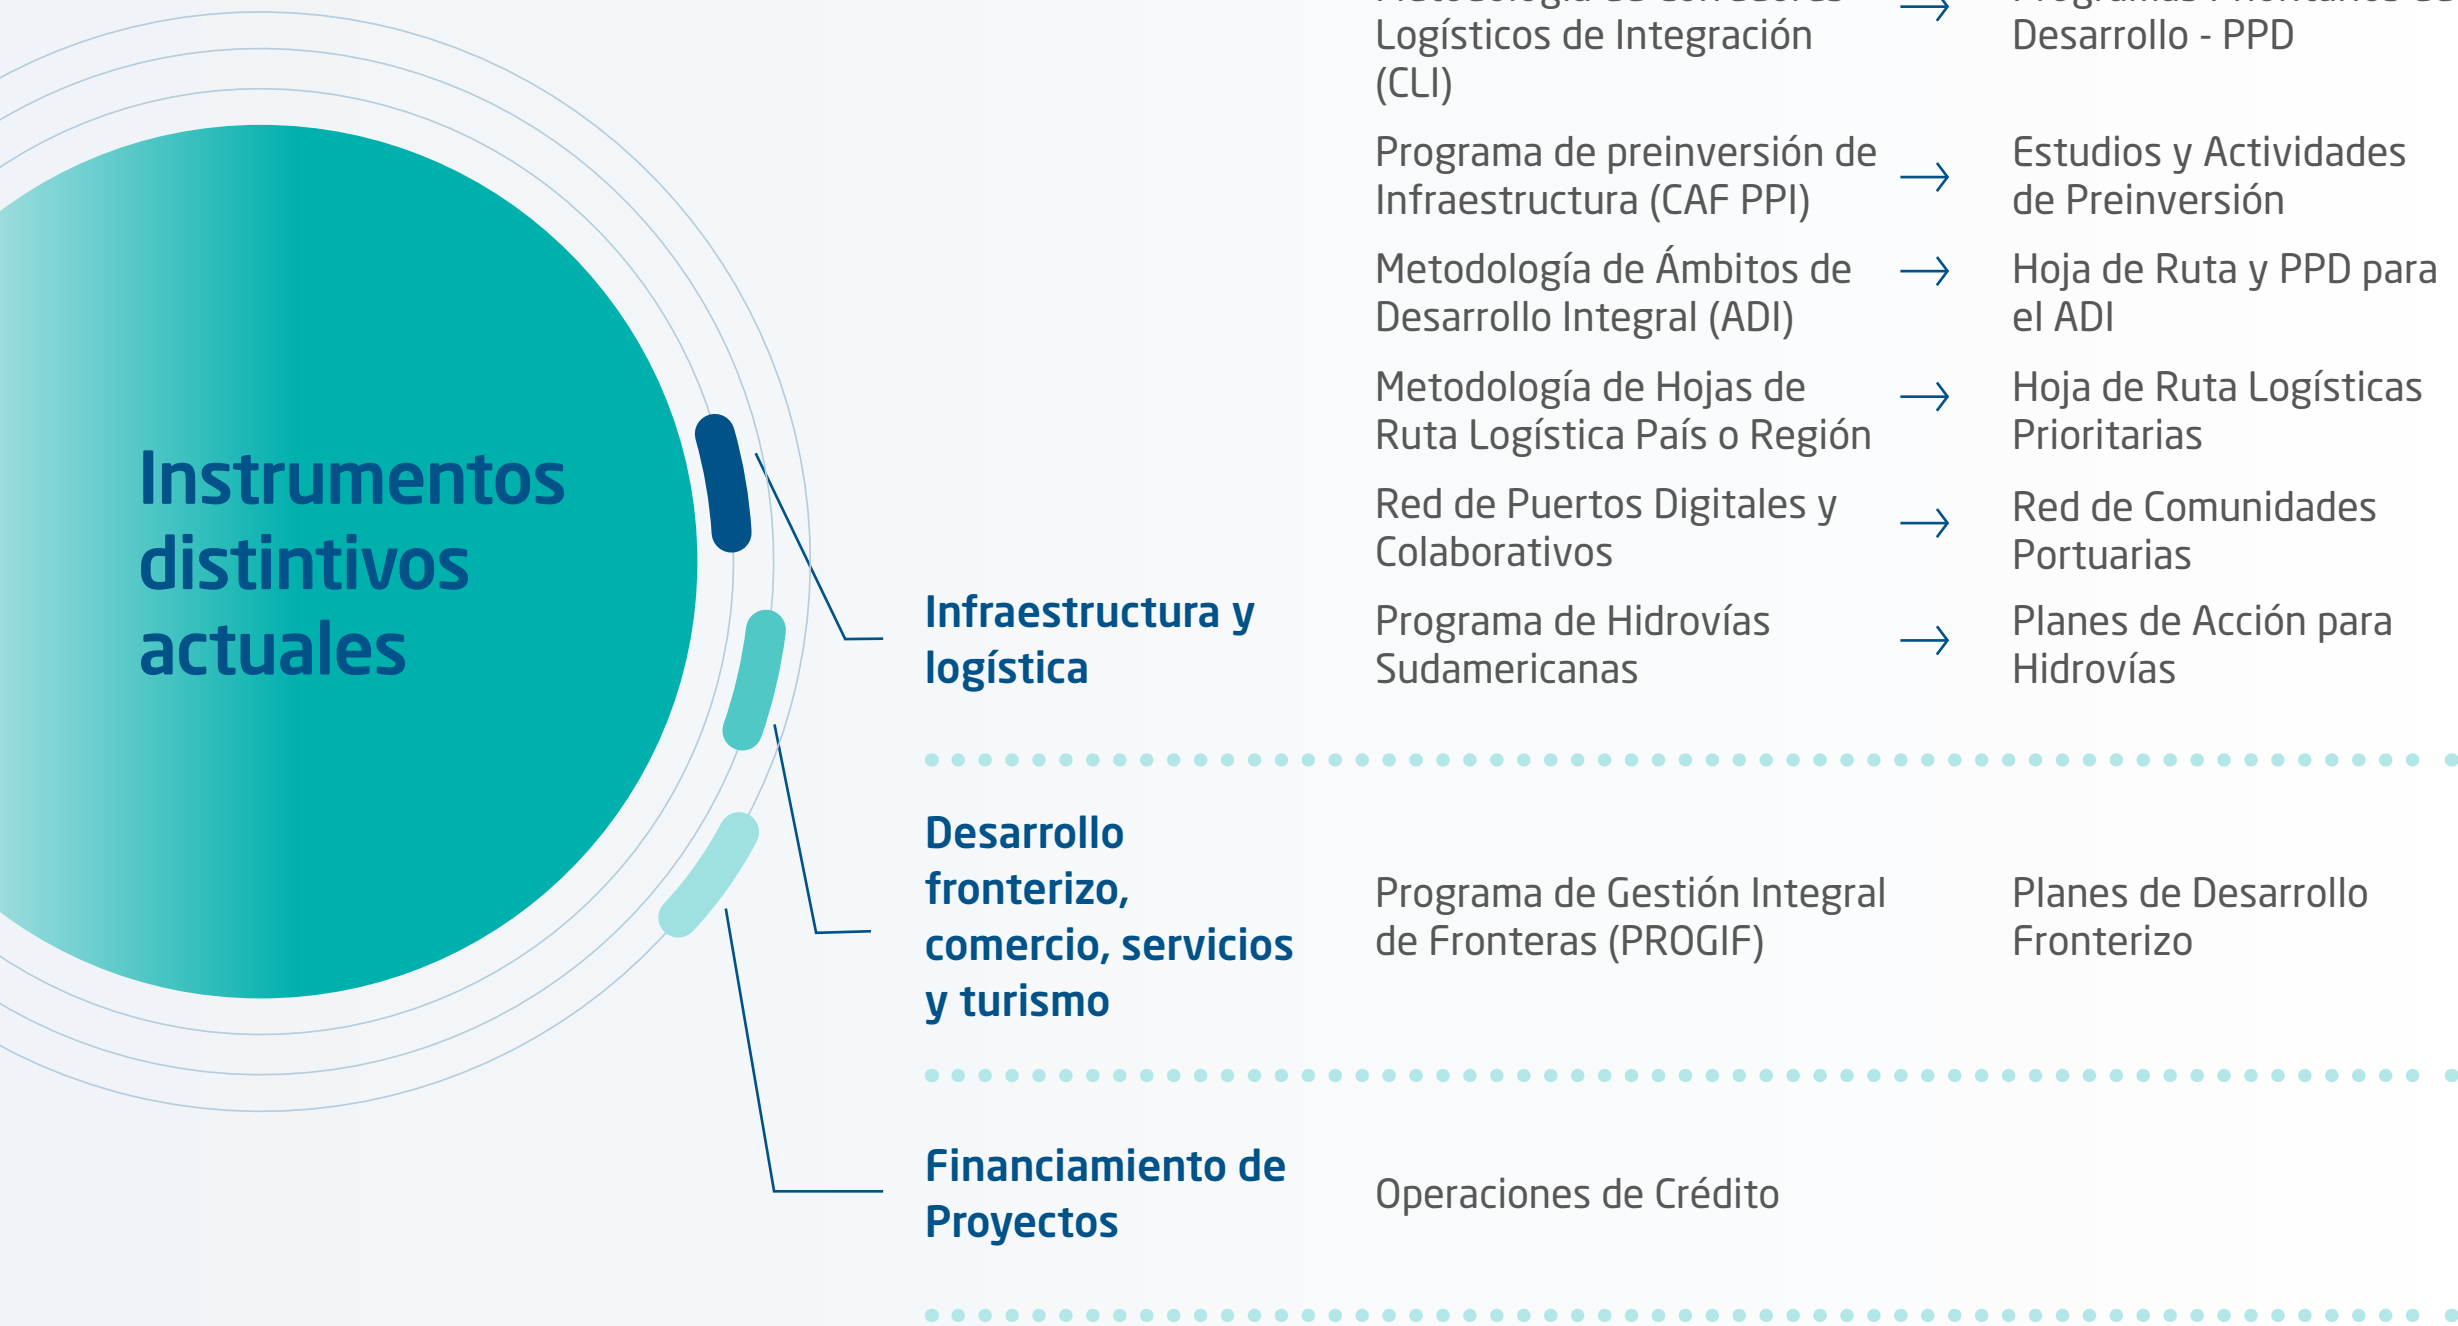 Instrumentos
distintivos
actuales
Infraestructura y
logística
Logísticos de Integración
(CLI)
Desarrollo - PPD
Programa de preinversión de
Infraestructura (CAF PPI)
Estudios y Actividades
de Preinversión
Metodología de Ámbitos de
Desarrollo Integral (ADI)
Hoja de Ruta y PPD para
el ADI
Metodología de Hojas de
Ruta Logística País o Región
Hoja de Ruta Logísticas
Prioritarias
Red de Puertos Digitales y
Colaborativos
Red de Comunidades
Portuarias
Programa de Hidrovías
Sudamericanas
Planes de Acción para
Hidrovías
Desarrollo
fronterizo,
comercio, servicios
y turismo
Programa de Gestión Integral
de Fronteras (PROGIF)
Planes de Desarrollo
Fronterizo
Financiamiento de
Proyectos
Operaciones de Crédito